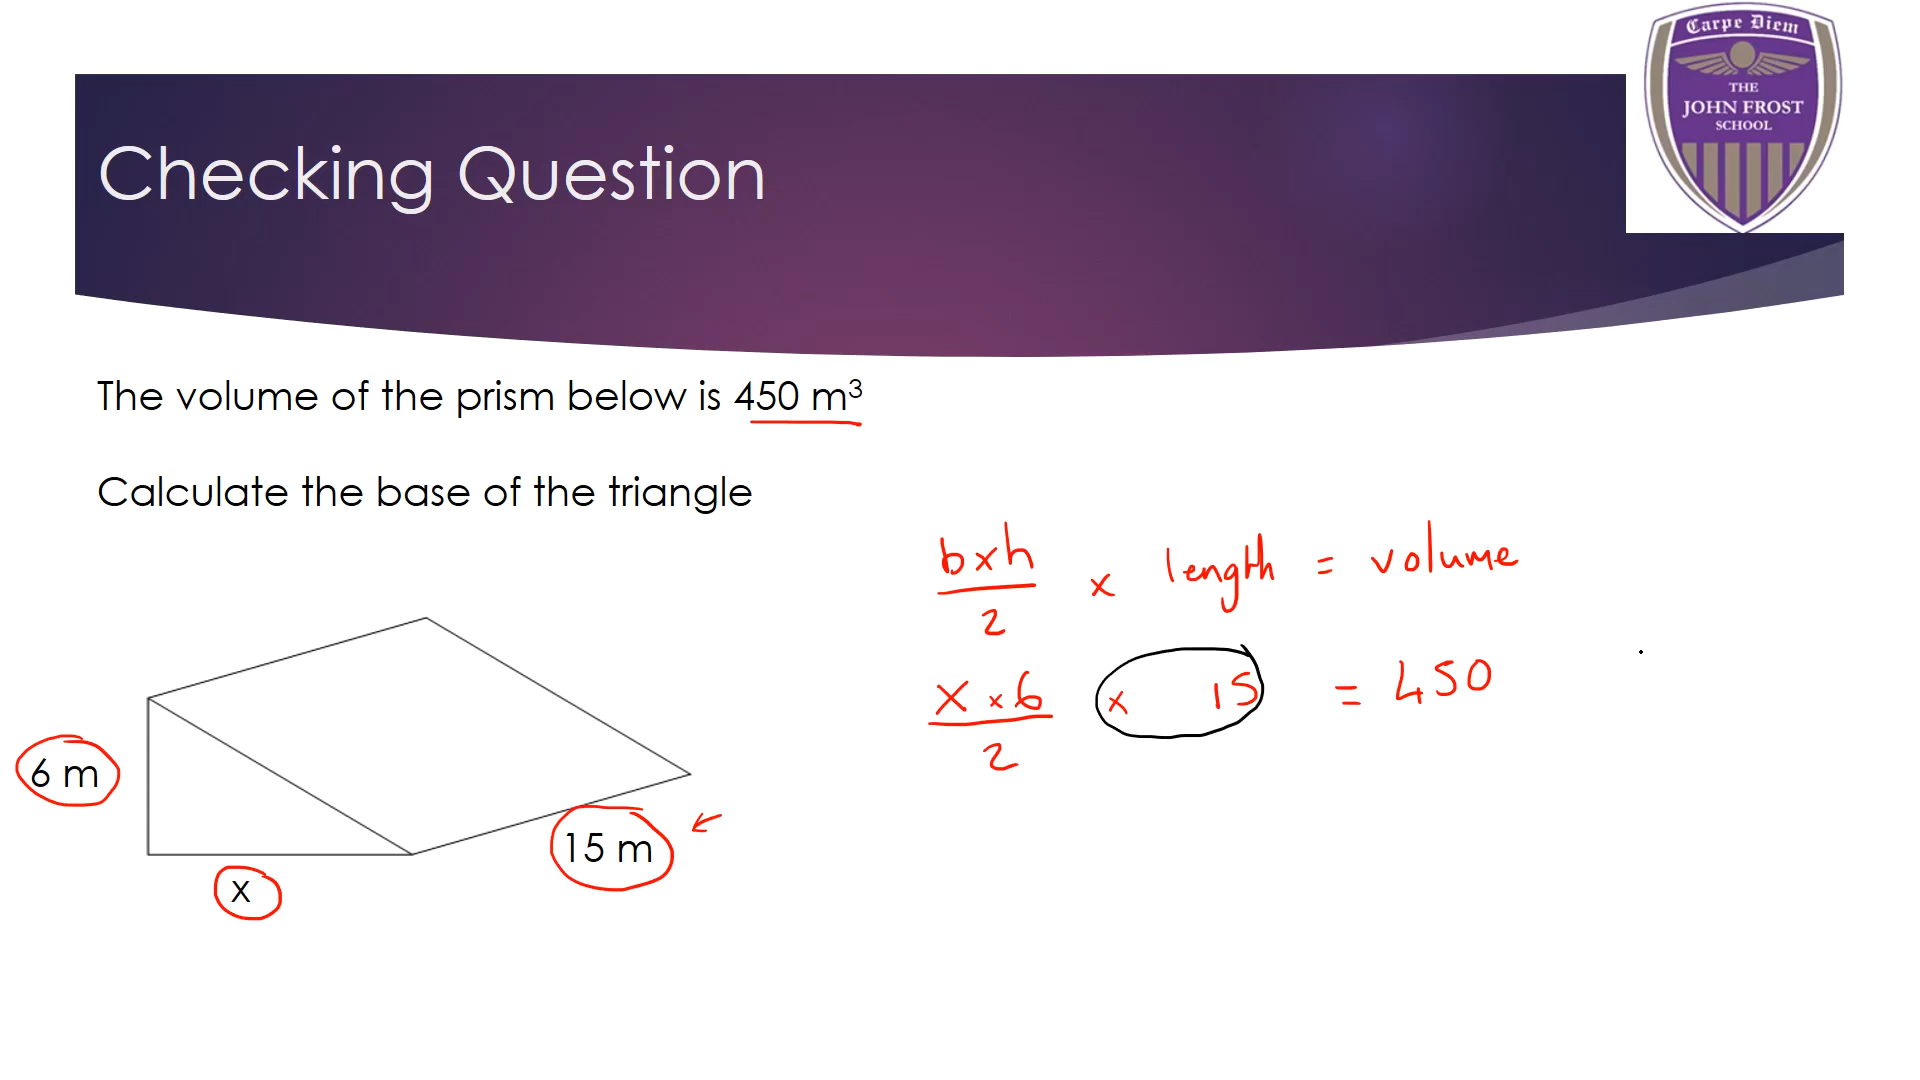 Carpe Diem
THE
JOHN FROST
SCHOOL
Checking Question
The volume of the prism below is 450 m³
Calculate the base of the triangle
b x h
2
x length = volume
x x 6
2
x 15 = 450
6 m
15 m
x